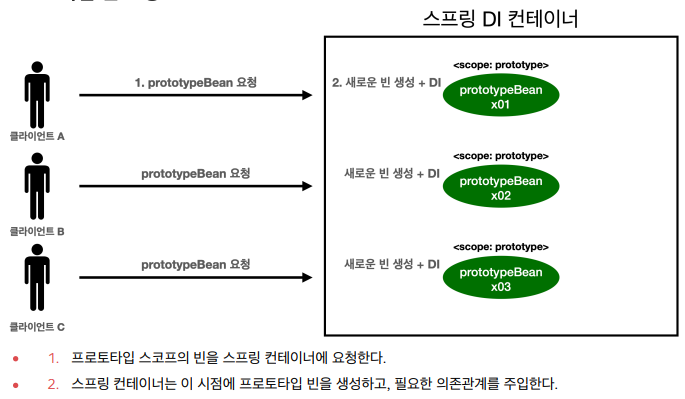 스프링 DI 컨테이너
<scope: prototype>
1. prototypeBean 요청
2. 새로운 빈 생성 + DI
prototypeBean
x01
클라이언트 A
<scope: prototype>
prototypeBean 요청
새로운 빈 생성 + DI
prototypeBean
x02
클라이언트 B
<scope: prototype>
prototypeBean 요청
새로운 빈 생성 + DI
prototypeBean
x03
클라이언트 C
• 1. 프로토타입 스코프의 빈을 스프링 컨테이너에 요청한다.
• 2. 스프링 컨테이너는 이 시점에 프로토타입 빈을 생성하고, 필요한 의존관계를 주입한다.